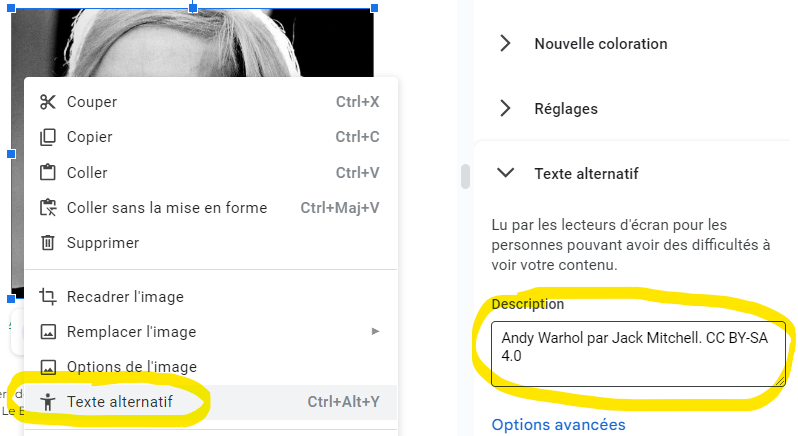 Couper Ctrl+X
Copier Ctrl+C
Coller Ctrl+V
Coller sans la mise en forme Ctrl+Maj+V
Supprimer
Recadrer l'image
Remplacer l'image
Options de l'image
Texte alternatif Ctrl+Alt+Y
Le
Nouvelle coloration
Réglages
Texte alternatif
Lu par les lecteurs d'écran pour les
personnes pouvant avoir des difficultés à
voir votre contenu.
Description
Andy Warhol par Jack Mitchell. CC BY-SA
4.0
Options avancées